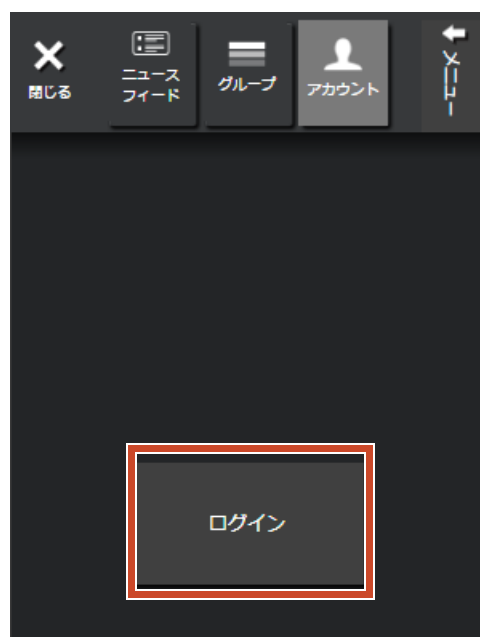 閉じる
ニュース
フィード
グループ
アカウント
メニュー
ログイン